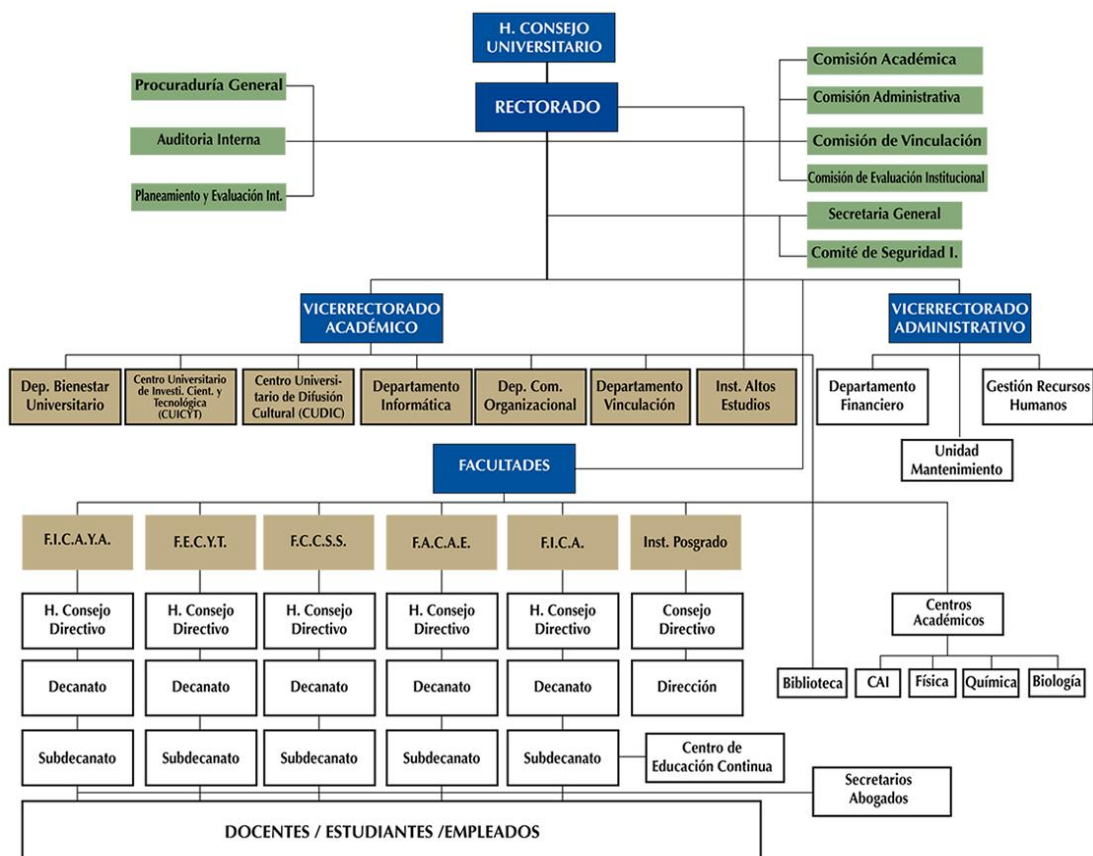 H. CONSEJO
UNIVERSITARIO
RECTORADO
Procuraduría General
Auditoria Interna
Planeamiento y Evaluación Int.
Comisión Académica
Comisión Administrativa
Comisión de Vinculación
Comisión de Evaluación Institucional
Secretaria General
Comité de Seguridad I.
VICERRECTORADO
ACADÉMICO
VICERRECTORADO
ADMINISTRATIVO
Dep. Bienestar
Universitario
Centro Universitario
de Investi. Cient. y
Tecnológica
(CUICYT)
Centro Universi-
tario de Difusión
Cultural (CUDIC)
Departamento
Informática
Dep. Com.
Organizacional
Departamento
Vinculación
Inst. Altos
Estudios
Departamento
Financiero
Gestión Recursos
Humanos
Unidad
Mantenimiento
FACULTADES
F.I.C.A.Y.A.
F.E.C.Y.T.
F.C.C.S.S.
F.A.C.A.E.
F.I.C.A.
Inst. Posgrado
H. Consejo
Directivo
H. Consejo
Directivo
H. Consejo
Directivo
H. Consejo
Directivo
H. Consejo
Directivo
Consejo
Directivo
Centros
Académicos
Decanato
Decanato
Decanato
Decanato
Decanato
Dirección
Biblioteca
CAI
Física
Química
Biología
Subdecanato
Subdecanato
Subdecanato
Subdecanato
Subdecanato
Centro de
Educación Continua
Secretarios
Abogados
DOCENTES / ESTUDIANTES /EMPLEADOS